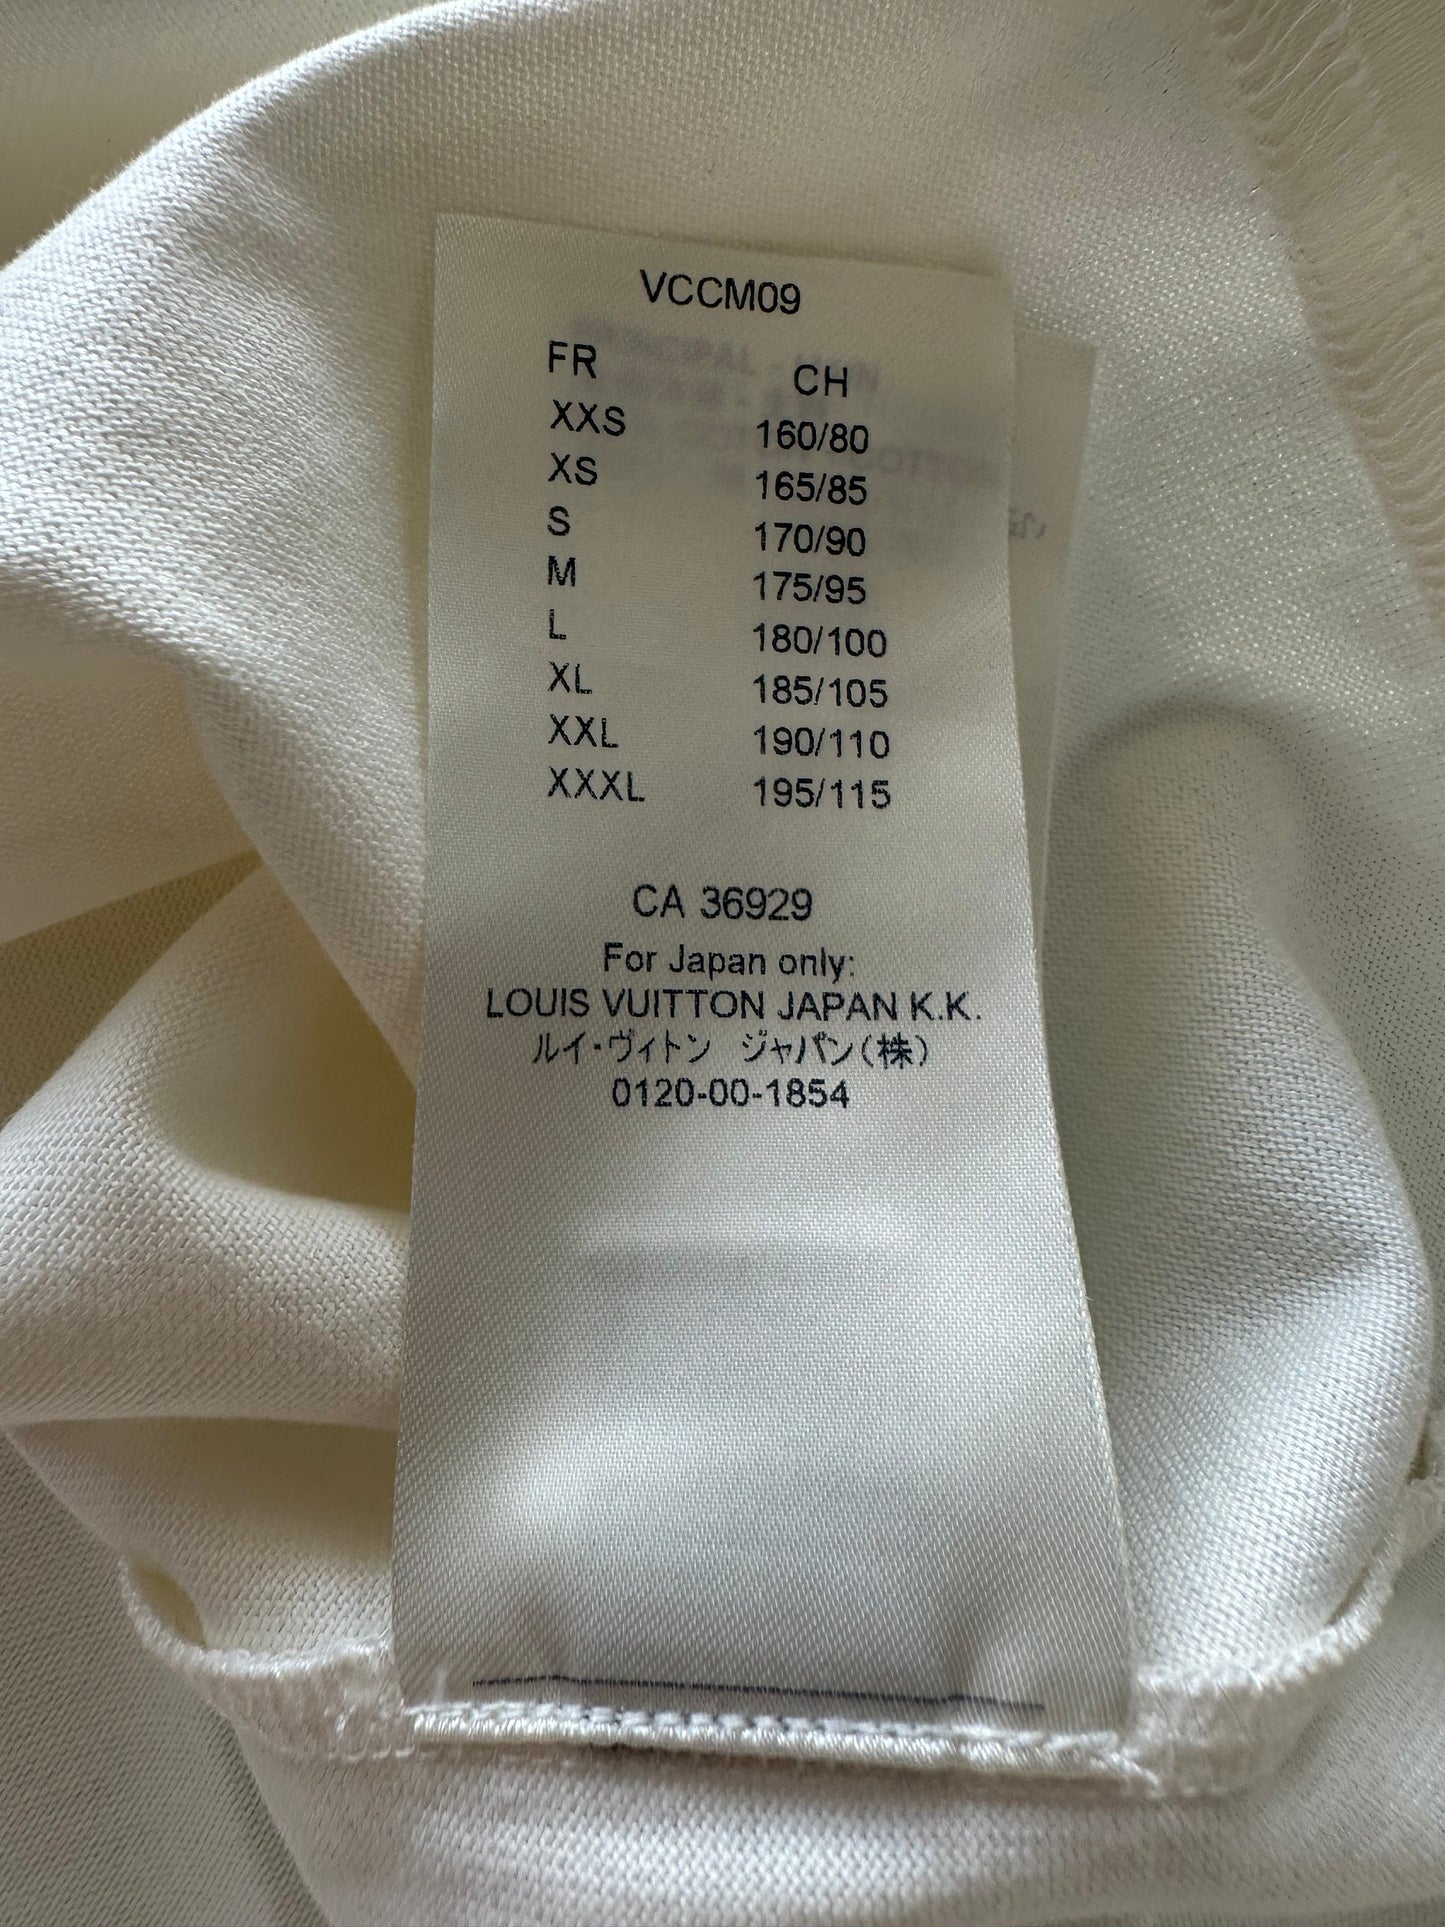 VCCM09
FR CH
XXS 160/80
XS 165/85
S 170/90
M 175/95
L 180/100
XL 185/105
XXL 190/110
XXXL 195/115
CA 36929
For Japan only:
LOUIS VUITTON JAPAN K.K.
ルイ・ヴィトン ジャパン(株)
0120-00-1854